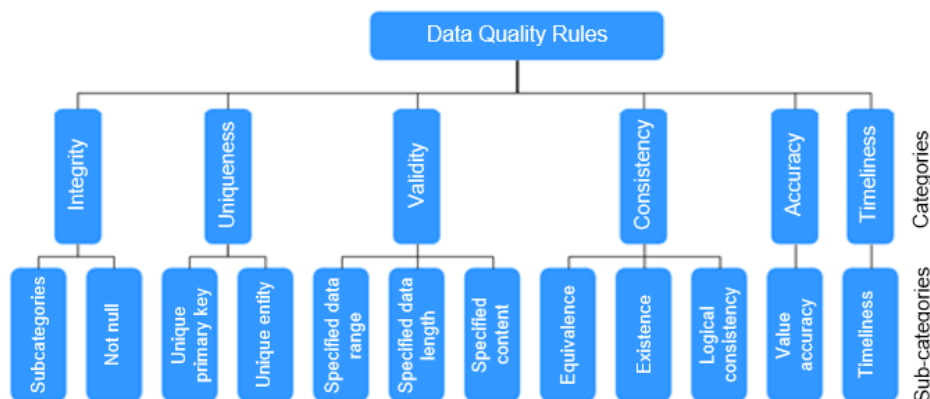 Data Quality Rules
Integrity
Uniqueness
Validity
Consistency
Accuracy
Timeliness
Categories
Subcategories
Not null
Unique
primary key
Unique entity
Specified data
range
Specified data
length
Specified
content
Equivalence
Existence
Logical
consistency
Value
accuracy
Timeliness
Sub-categories